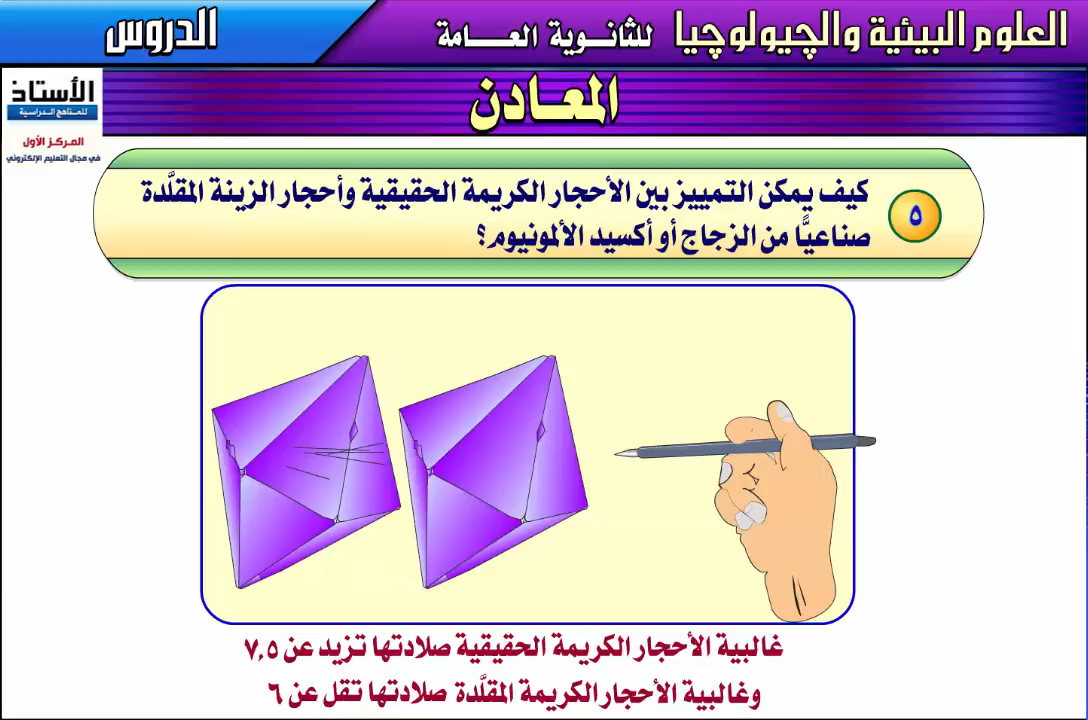 العلوم البيئية والچيولوچيا للثانوية العامة
الدروس
المعادن
الأستاذ
للمناهج الدراسية
المركز الأول
في مجال التعليم الإلكتروني
٥
كيف يمكن التمييز بين الأحجار الكريمة الحقيقية وأحجار الزينة المقلَّدة
صناعيًّا من الزجاج أو أكسيد الألمونيوم؟
غالبية الأحجار الكريمة الحقيقية صلادتها تزيد عن ٧,٥
وغالبية الأحجار الكريمة المقلَّدة صلادتها تقل عن ٦